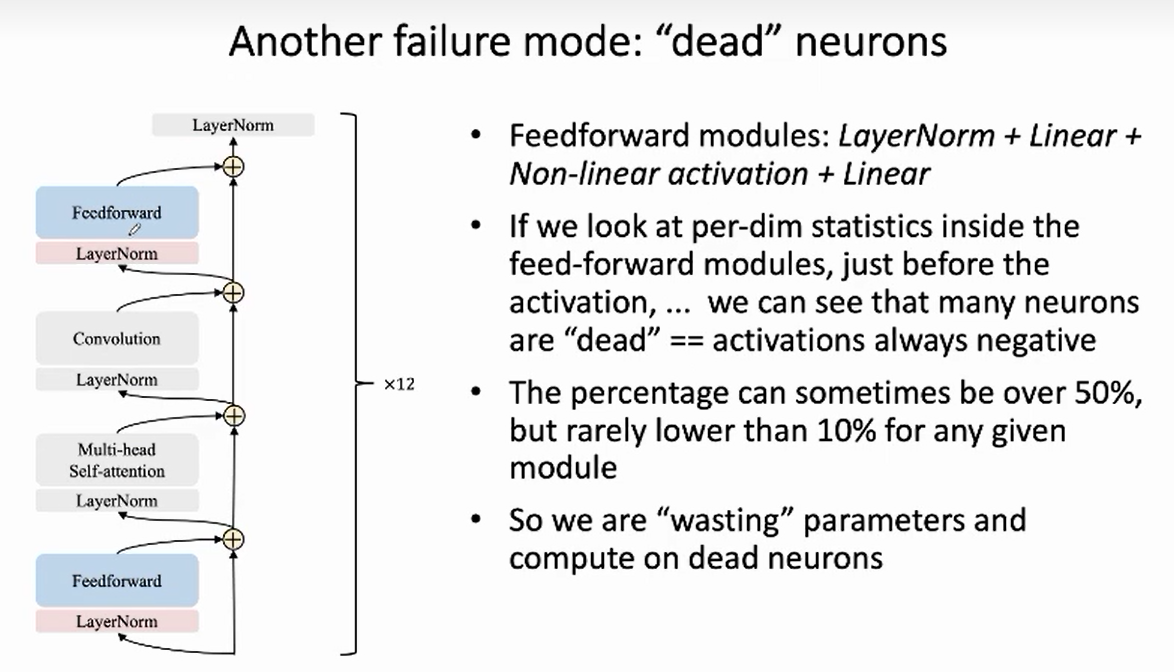 Another failure mode: “dead” neurons
LayerNorm
Feedforward
LayerNorm
Convolution
LayerNorm
Multi-head
Self-attention
LayerNorm
Feedforward
LayerNorm
×12
• Feedforward modules: LayerNorm + Linear +
Non-linear activation + Linear
• If we look at per-dim statistics inside the
feed-forward modules, just before the
activation, ... we can see that many neurons
are “dead” == activations always negative
• The percentage can sometimes be over 50%,
but rarely lower than 10% for any given
module
• So we are “wasting” parameters and
compute on dead neurons